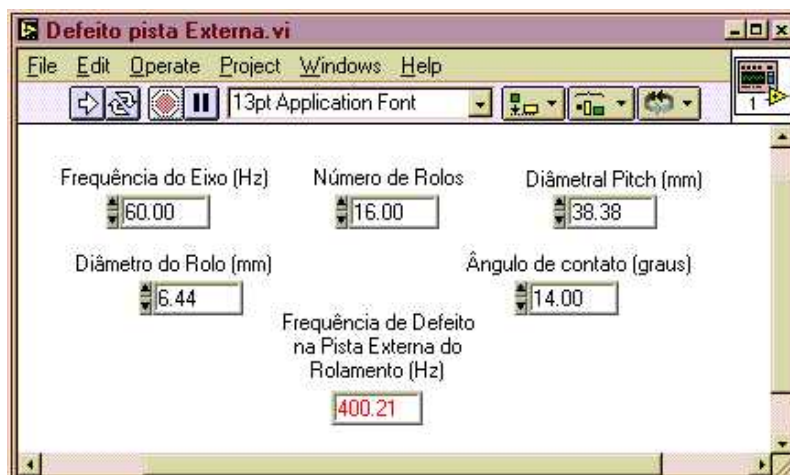 Defeito pista Externa.vi
File Edit Operate Project Windows Help
13pt Application Font
1
Frequência do Eixo (Hz) Número de Rolos Diâmetral Pitch (mm)
60.00 16.00 38.38
Diâmetro do Rolo (mm) Ângulo de contato (graus)
6.44 14.00
Frequência de Defeito
na Pista Externa do
Rolamento (Hz)
400.21